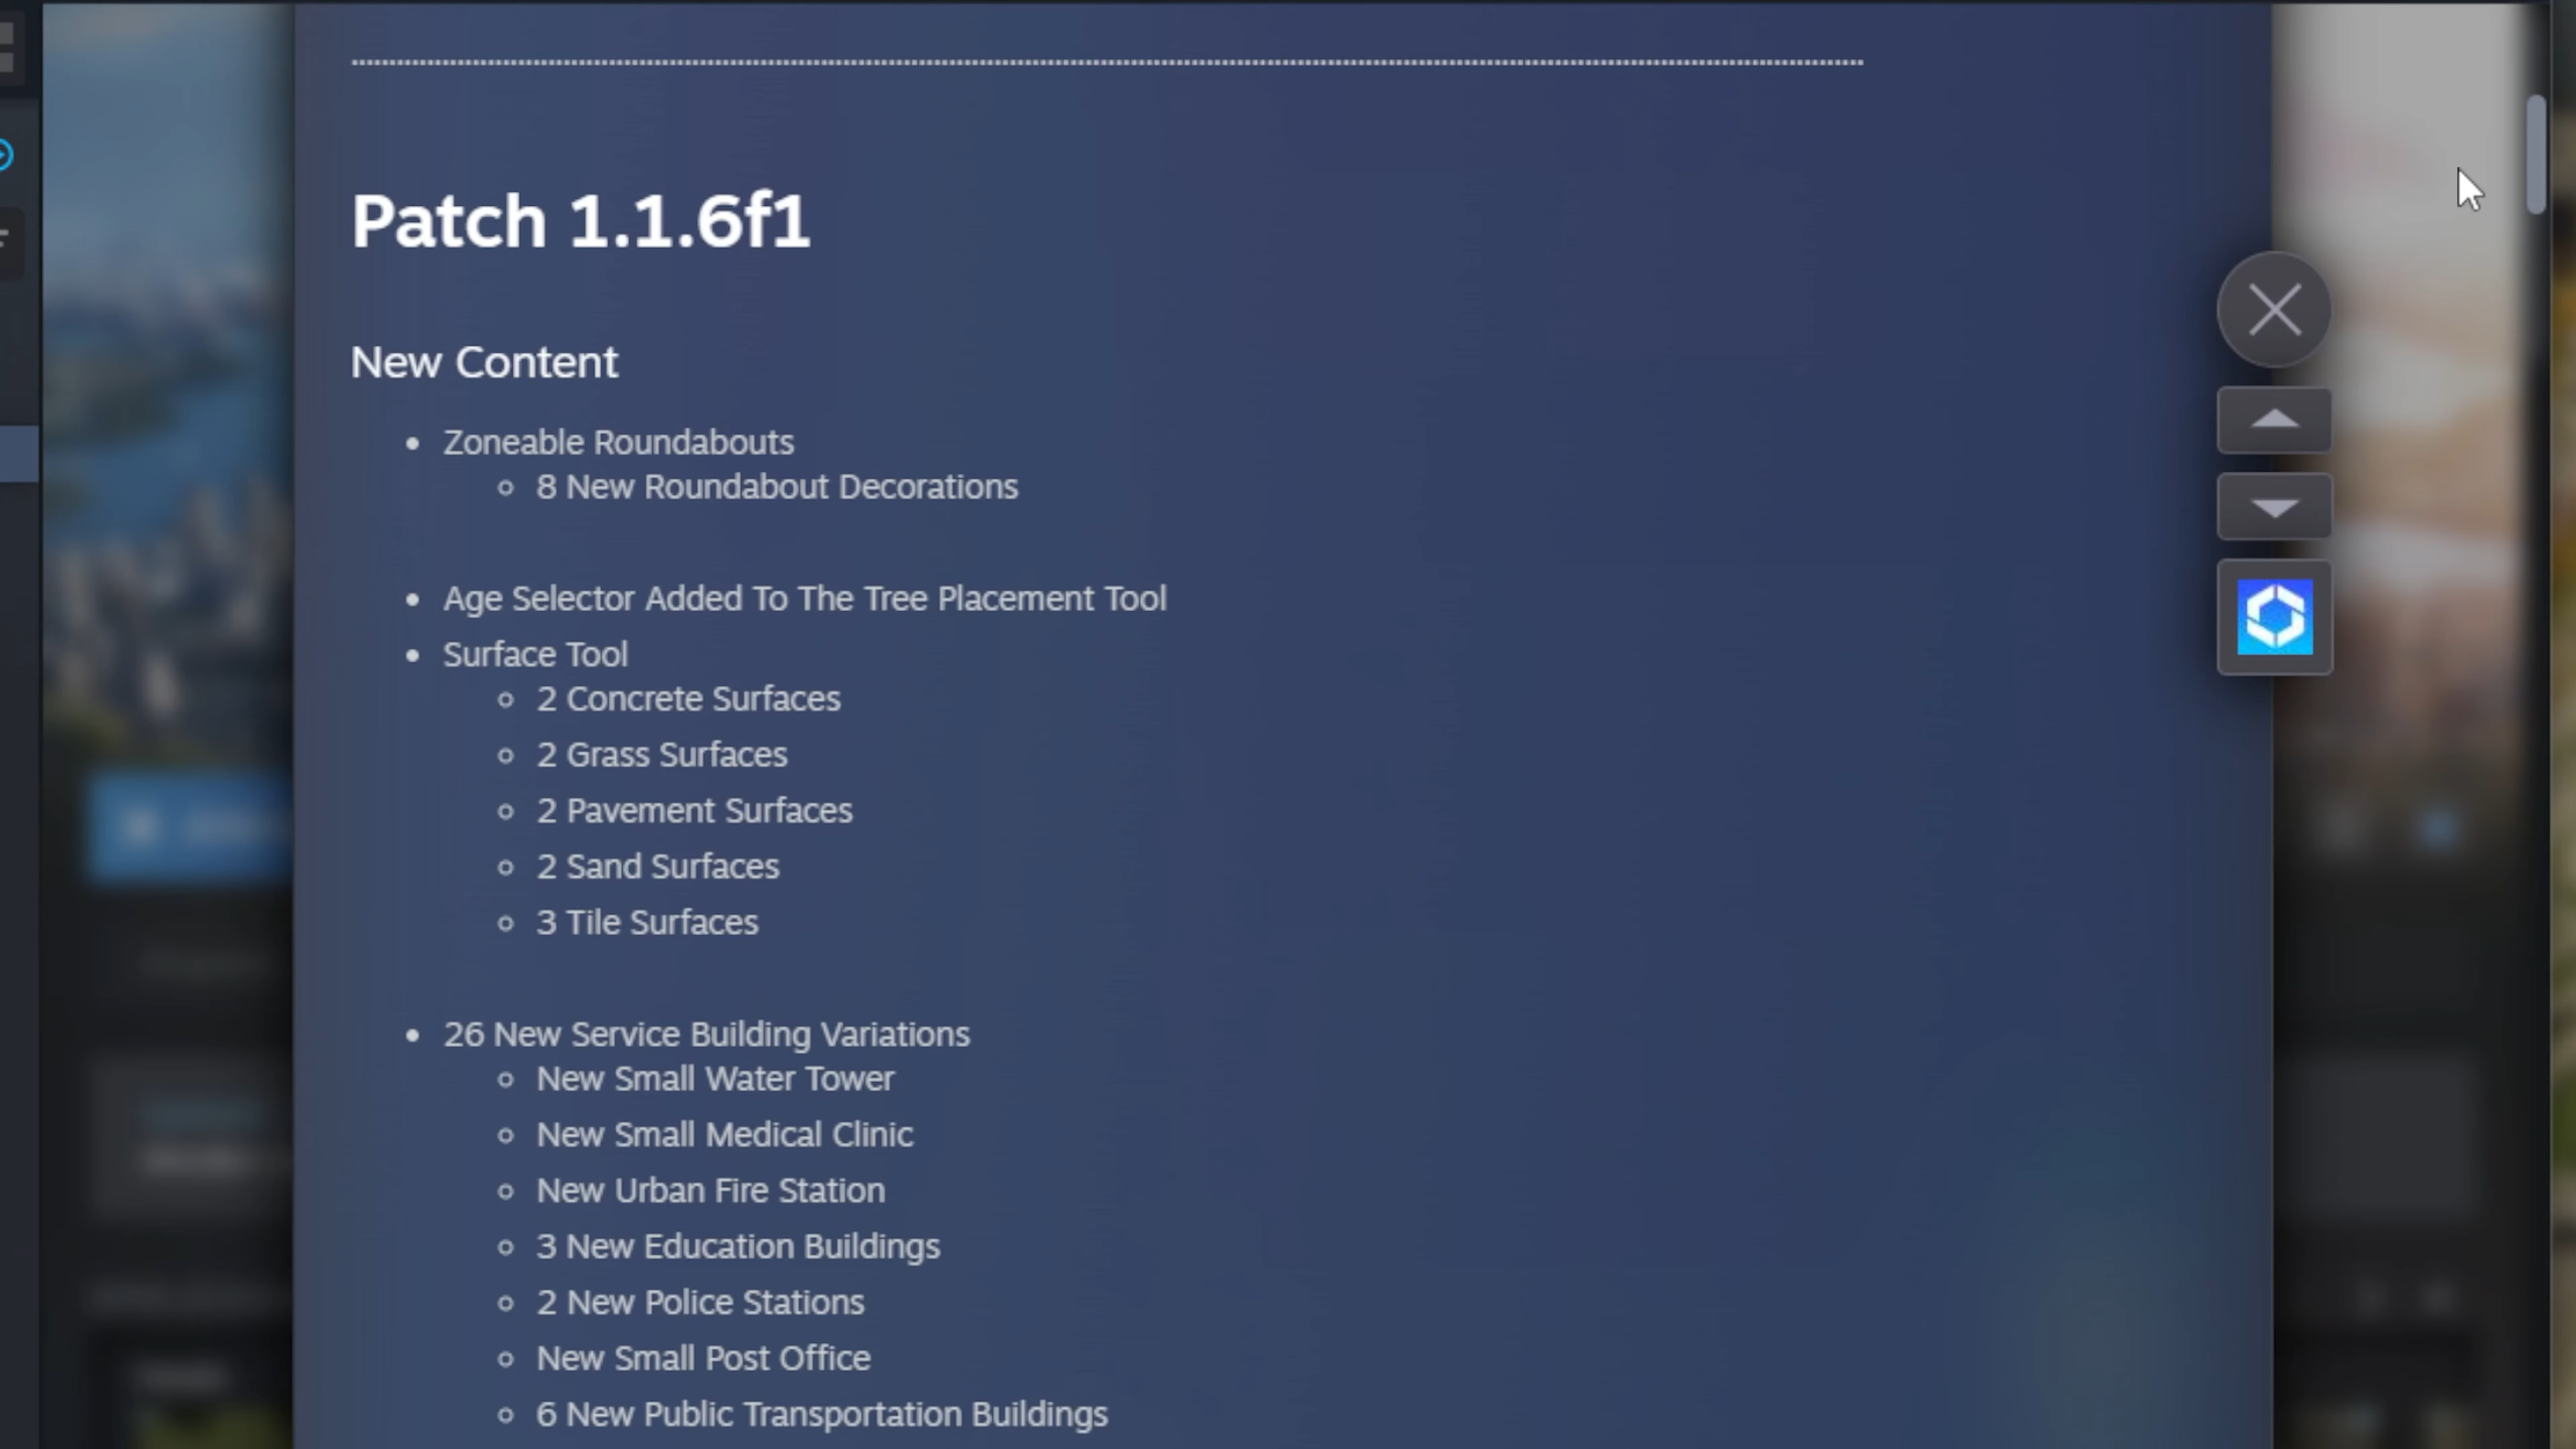 Patch 1.1.6f1
New Content
Zoneable Roundabouts
8 New Roundabout Decorations
Age Selector Added To The Tree Placement Tool
Surface Tool
2 Concrete Surfaces
2 Grass Surfaces
2 Pavement Surfaces
2 Sand Surfaces
3 Tile Surfaces
26 New Service Building Variations
New Small Water Tower
New Small Medical Clinic
New Urban Fire Station
3 New Education Buildings
2 New Police Stations
New Small Post Office
6 New Public Transportation Buildings